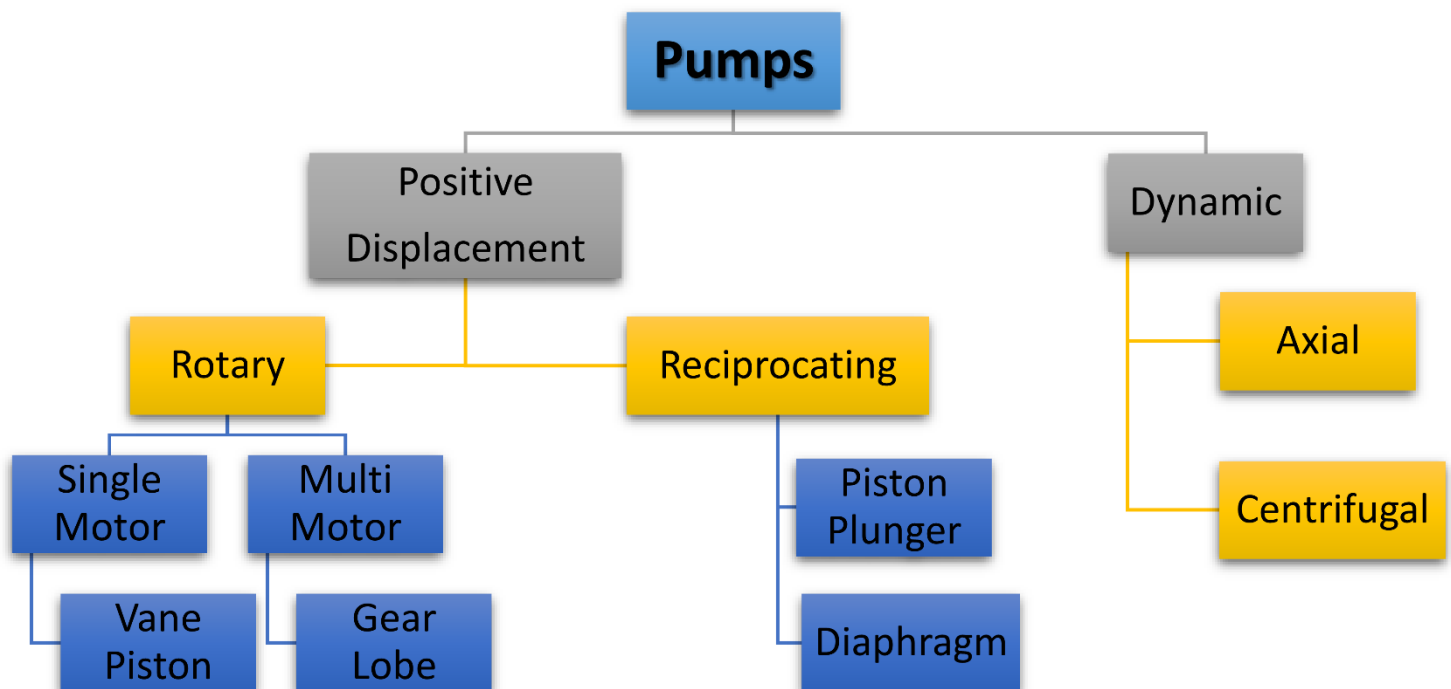 Pumps
Positive
Displacement
Dynamic
Rotary
Reciprocating
Axial
Single
Motor
Multi
Motor
Piston
Plunger
Centrifugal
Vane
Piston
Gear
Lobe
Diaphragm